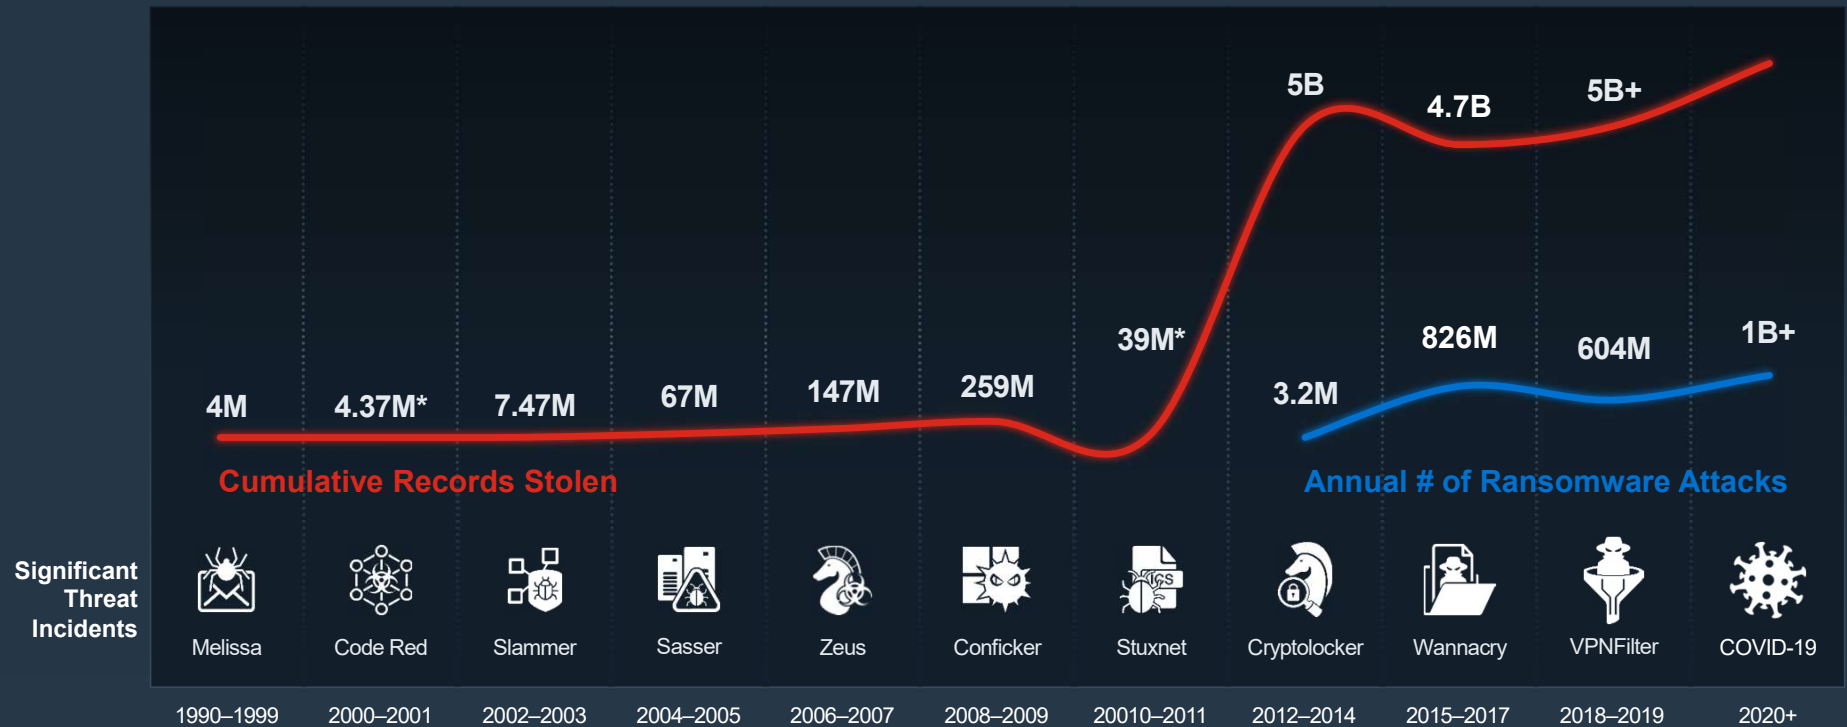 5B
4.7B
5B+
39M*
826M
604M
1B+
4M
4.37M*
7.47M
67M
147M
259M
3.2M
Cumulative Records Stolen
Annual # of Ransomware Attacks
Significant
Threat
Incidents
ICS
Melissa
Code Red
Slammer
Sasser
Zeus
Conficker
Stuxnet
Cryptolocker
Wannacry
VPNFilter
COVID-19
1990–1999
2000–2001
2002–2003
2004–2005
2006–2007
2008–2009
20010–2011
2012–2014
2015–2017
2018–2019
2020+